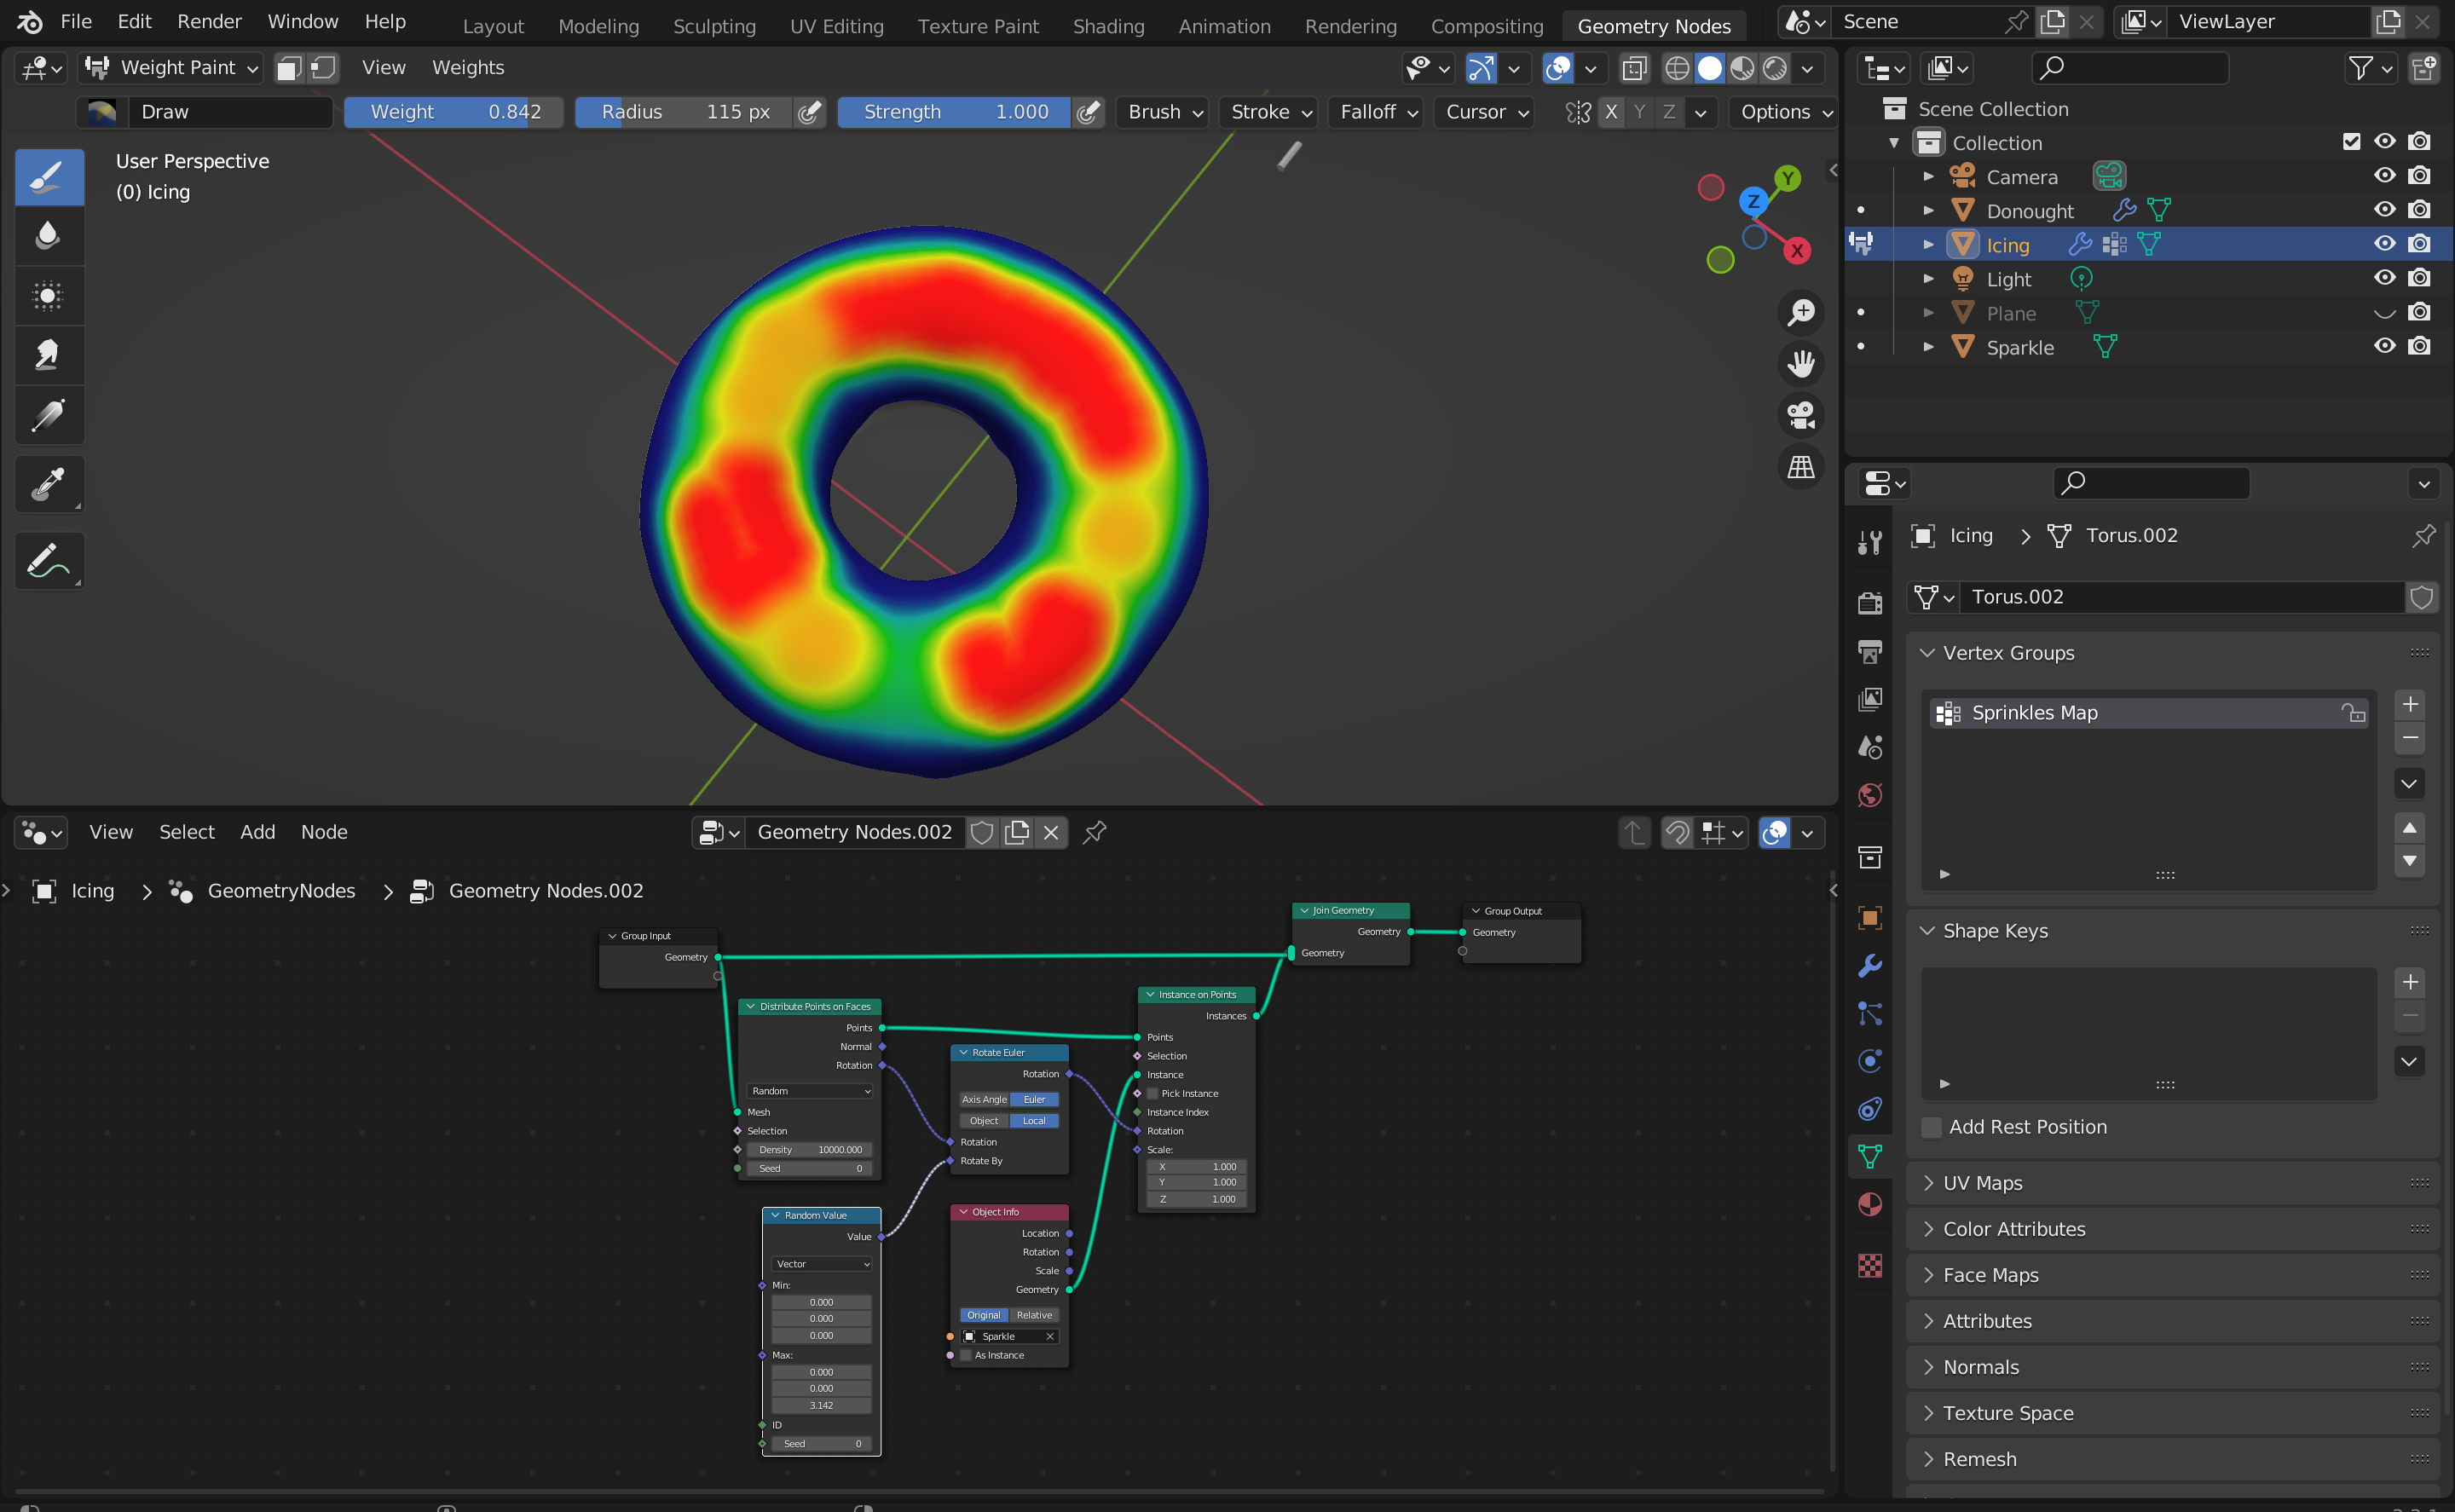 File Edit Render Window Help Layout Modeling Sculpting UV Editing Texture Paint Shading Animation Rendering Compositing Geometry Nodes Scene ViewLayer
Weight Paint View Weights
Draw Weight 0.842 Radius 115 px Strength 1.000 Brush Stroke Falloff Cursor X Y Z Options
User Perspective
(0) Icing
Y
Z
X
Scene Collection
Collection
Camera
Donought
Icing
Light
Plane
Sparkle
Icing Torus.002
Torus.002
Vertex Groups
Sprinkles Map
Shape Keys
Add Rest Position
UV Maps
Color Attributes
Face Maps
Attributes
Normals
Texture Space
Remesh
View Select Add Node Geometry Nodes.002
Icing GeometryNodes Geometry Nodes.002
Group Input
Geometry
Distribute Points on Faces
Points
Normal
Rotation
Random
Mesh
Selection
Density 10000.000
Seed 0
Random Value
Value
Vector
Min:
0.000
0.000
0.000
Max:
0.000
0.000
3.142
ID
Seed 0
Rotate Euler
Rotation
Axis Angle Euler
Object Local
Rotation
Rotate By
Object Info
Location
Rotation
Scale
Geometry
Original Relative
Sparkle
As Instance
Instance on Points
Instances
Points
Selection
Instance
Pick Instance
Instance Index
Rotation
Scale:
X 1.000
Y 1.000
Z 1.000
Join Geometry
Geometry
Geometry
Group Output
Geometry